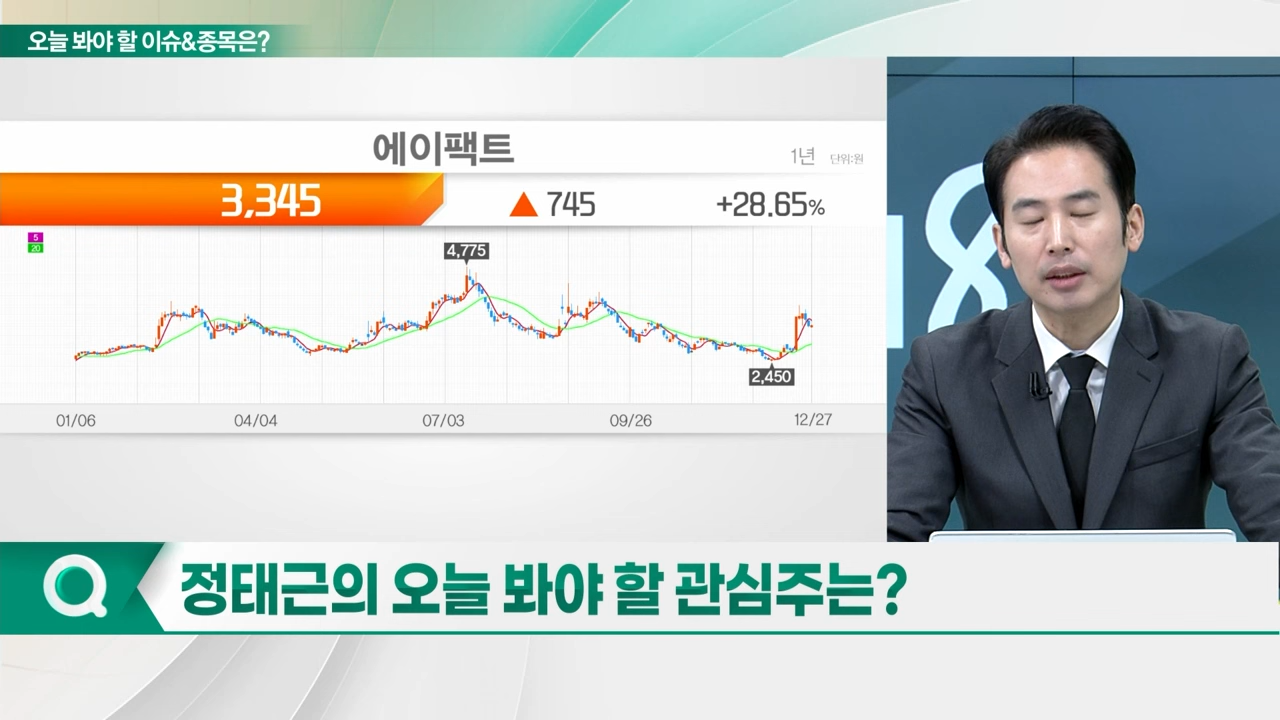 오늘 봐야 할 이슈&종목은?
에이팩트
1년 단위:원
3,345 ▲ 745 +28.65%
5
20
4,775
2,450
01/06 04/04 07/03 09/26 12/27
8
정태근의 오늘 봐야 할 관심주는?